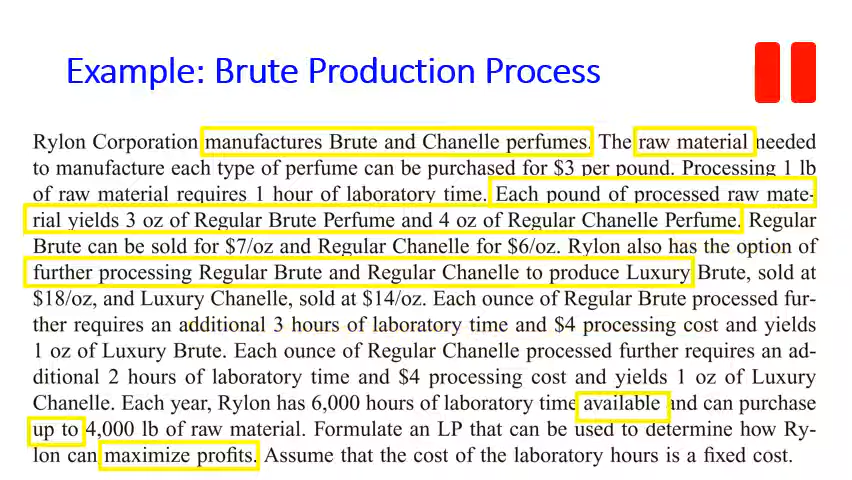 Example: Brute Production Process
Rylon Corporation manufactures Brute and Chanelle perfumes. The raw material needed
to manufacture each type of perfume can be purchased for $3 per pound. Processing 1 lb
of raw material requires 1 hour of laboratory time. Each pound of processed raw mate-
rial yields 3 oz of Regular Brute Perfume and 4 oz of Regular Chanelle Perfume. Regular
Brute can be sold for $7/oz and Regular Chanelle for $6/oz. Rylon also has the option of
further processing Regular Brute and Regular Chanelle to produce Luxury Brute, sold at
$18/oz, and Luxury Chanelle, sold at $14/oz. Each ounce of Regular Brute processed fur-
ther requires an additional 3 hours of laboratory time and $4 processing cost and yields
1 oz of Luxury Brute. Each ounce of Regular Chanelle processed further requires an ad-
ditional 2 hours of laboratory time and $4 processing cost and yields 1 oz of Luxury
Chanelle. Each year, Rylon has 6,000 hours of laboratory time available and can purchase
up to 4,000 lb of raw material. Formulate an LP that can be used to determine how Ry-
lon can maximize profits. Assume that the cost of the laboratory hours is a fixed cost.